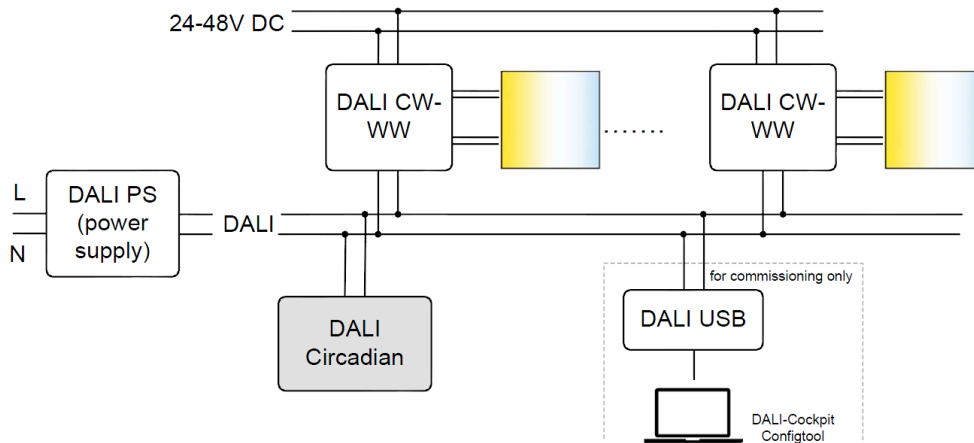 24-48V DC
DALI CW-
WW
.......
DALI CW-
WW
L
N
DALI PS
(power
supply)
DALI
for commissioning only
DALI
Circadian
DALI USB
DALI-Cockpit
Configtool